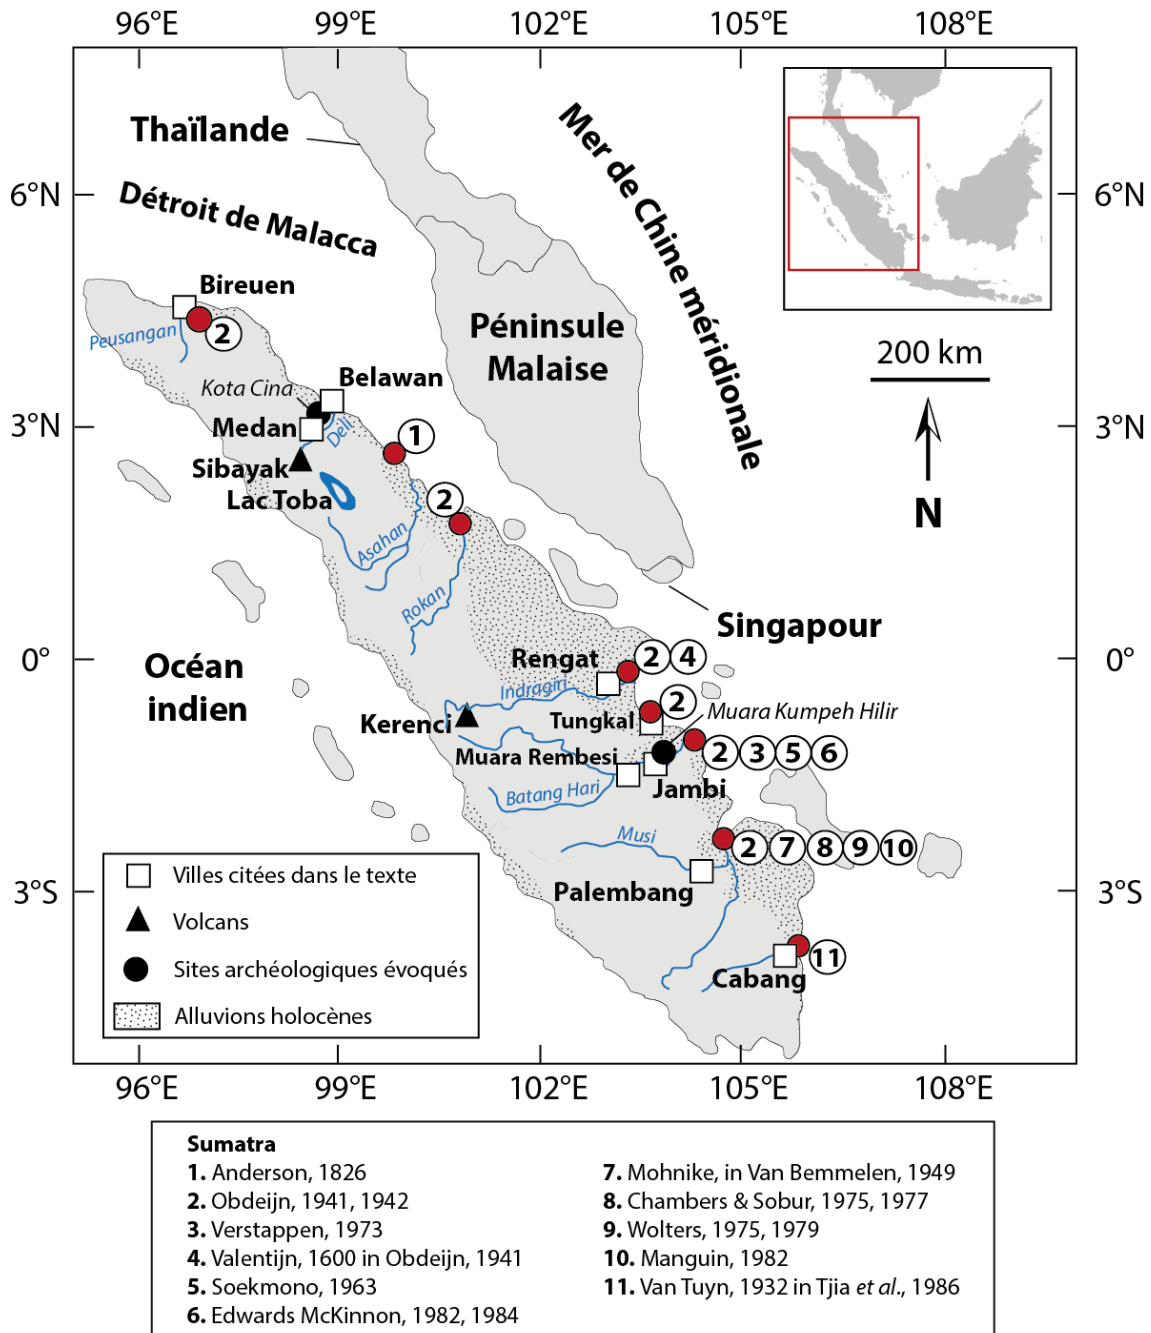 96°E 99°E 102°E 105°E 108°E
Thaïlande
Mer de Chine méridionale
6°N 6°N
Détroit de Malacca
Bireuen
Péninsule
Malaise
Peusangan
2
200 km
Kota Cina
Belawan
3°N 3°N
Medan
Deli
1
Sibayak
Lac Toba
2
N
Asahan
Rokan
Singapour
Océan
indien
0° 0°
Rengat
2 4
Indragiri
2
Kerenci
Tungkal
Muara Kumpeh Hilir
Muara Rembesi
2 3 5 6
Jambi
Batang Hari
Musi
2 7 8 9 10
Palembang
3°S 3°S
11
Cabang
Villes citées dans le texte
Volcans
Sites archéologiques évoqués
Alluvions holocènes
96°E 99°E 102°E 105°E 108°E
Sumatra
1. Anderson, 1826
2. Obdeijn, 1941, 1942
3. Verstappen, 1973
4. Valentijn, 1600 in Obdeijn, 1941
5. Soekmono, 1963
6. Edwards McKinnon, 1982, 1984
7. Mohnike, in Van Bemmelen, 1949
8. Chambers & Sobur, 1975, 1977
9. Wolters, 1975, 1979
10. Manguin, 1982
11. Van Tuyn, 1932 in Tjia et al., 1986